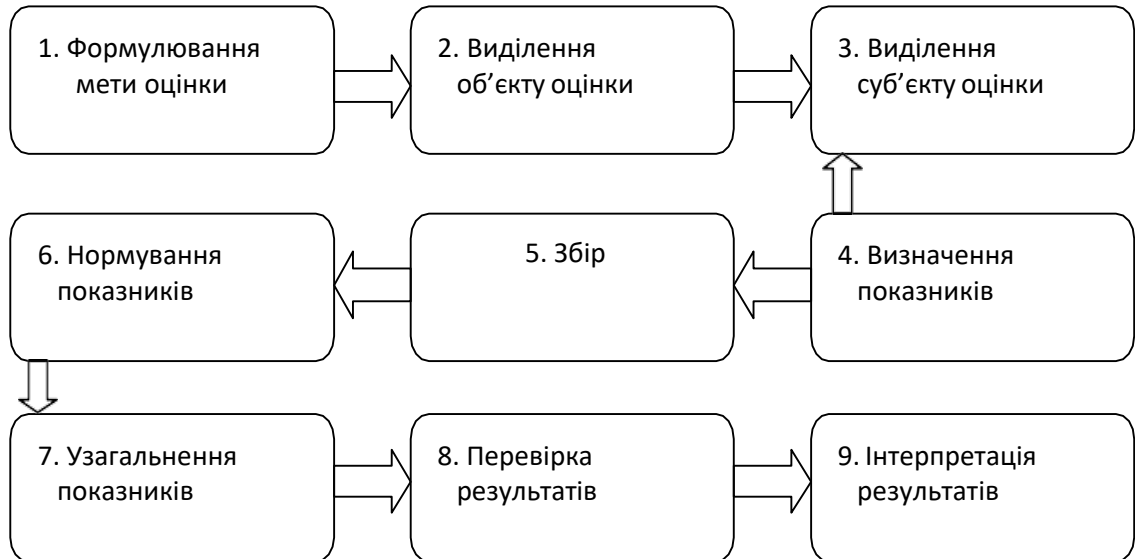 1. Формулювання
мети оцінки
2. Виділення
об’єкту оцінки
3. Виділення
суб’єкту оцінки
6. Нормування
показників
5. Збір
4. Визначення
показників
7. Узагальнення
показників
8. Перевірка
результатів
9. Інтерпретація
результатів